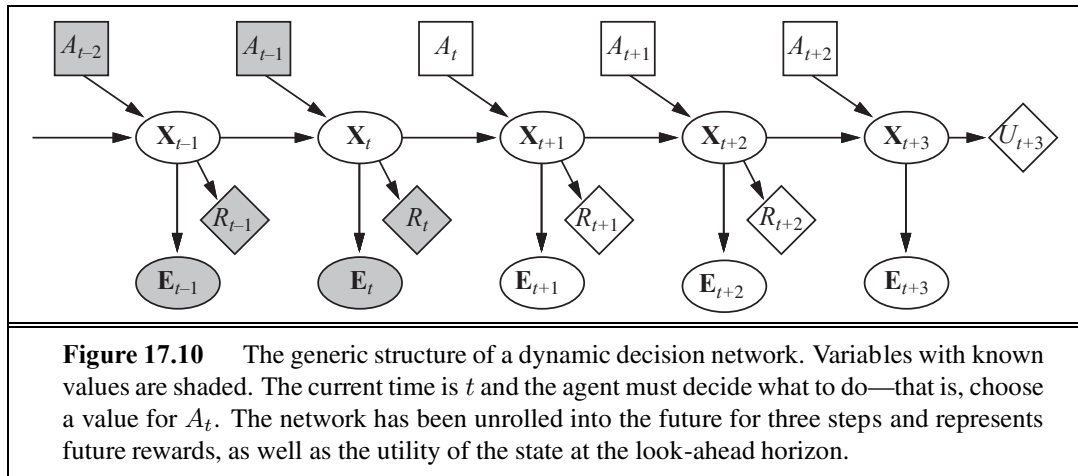 A_{t–2} A_{t–1} A_t A_{t+1} A_{t+2}
X_{t–1} X_t X_{t+1} X_{t+2} X_{t+3} U_{t+3}
R_{t–1} R_t R_{t+1} R_{t+2}
E_{t–1} E_t E_{t+1} E_{t+2} E_{t+3}
Figure 17.10 The generic structure of a dynamic decision network. Variables with known
values are shaded. The current time is t and the agent must decide what to do—that is, choose
a value for A_t. The network has been unrolled into the future for three steps and represents
future rewards, as well as the utility of the state at the look-ahead horizon.